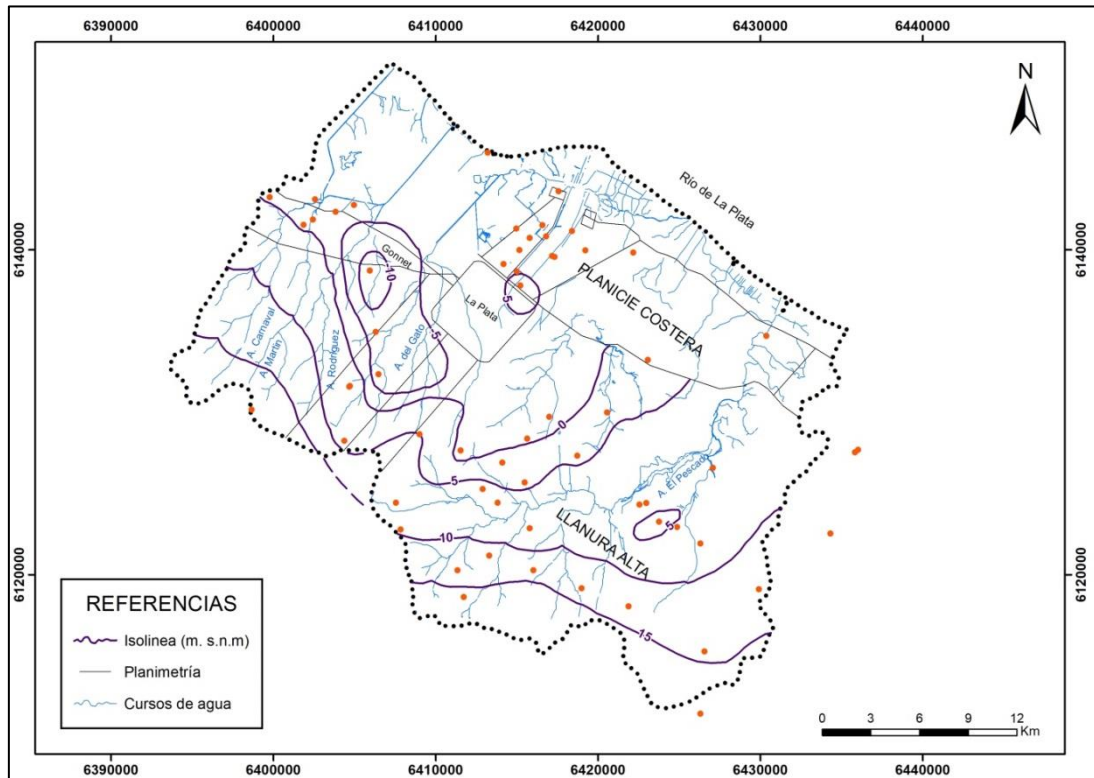 6390000 6400000 6410000 6420000 6430000 6440000
N
Río de La Plata
6140000 6140000
Gonnet
-10
-5
5
La Plata
PLANICIE COSTERA
A. Carnaval
A. Martin
A. Rodríguez
A. del Gato
0
5
A. El Pescado
5
LLANURA ALTA
10
6120000 6120000
15
REFERENCIAS
Isolinea (m. s.n.m)
Planimetría
Cursos de agua
0 3 6 9 12
Km
6390000 6400000 6410000 6420000 6430000 6440000